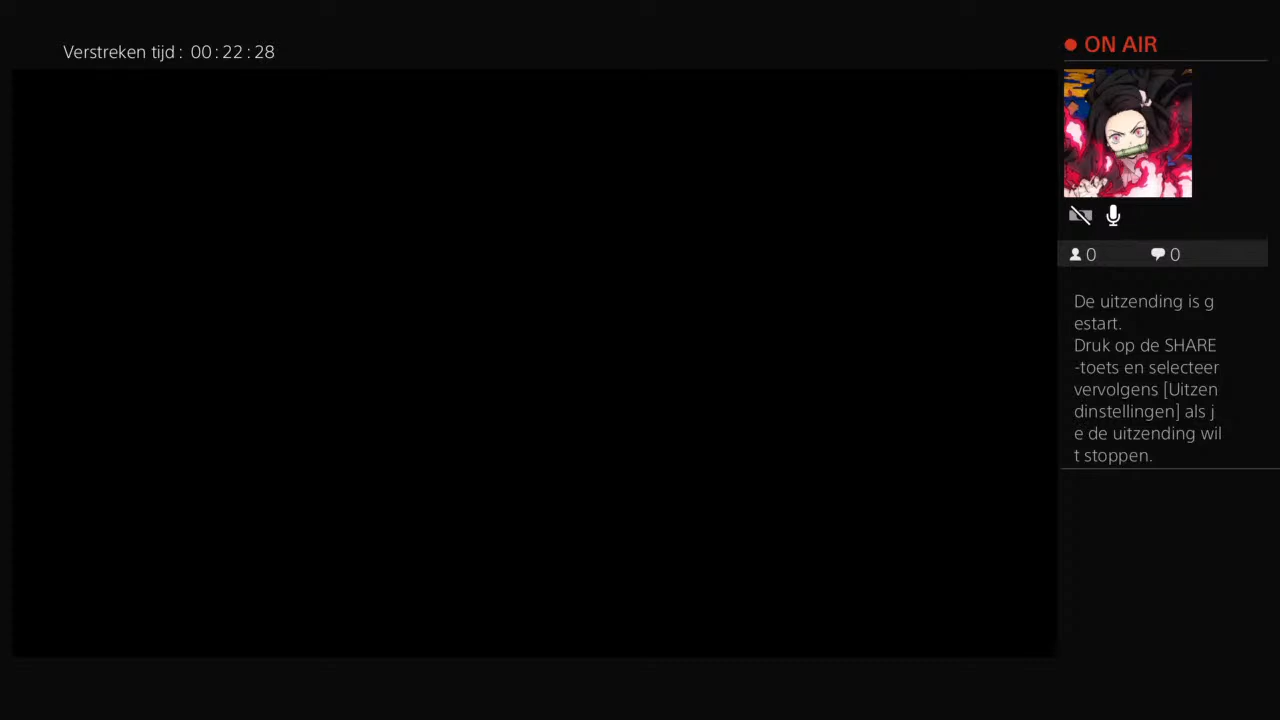 Verstreken tijd : 00 : 22 : 28
ON AIR
0
0
De uitzending is g
estart.
Druk op de SHARE
-toets en selecteer
vervolgens [Uitzen
dinstellingen] als j
e de uitzending wil
t stoppen.